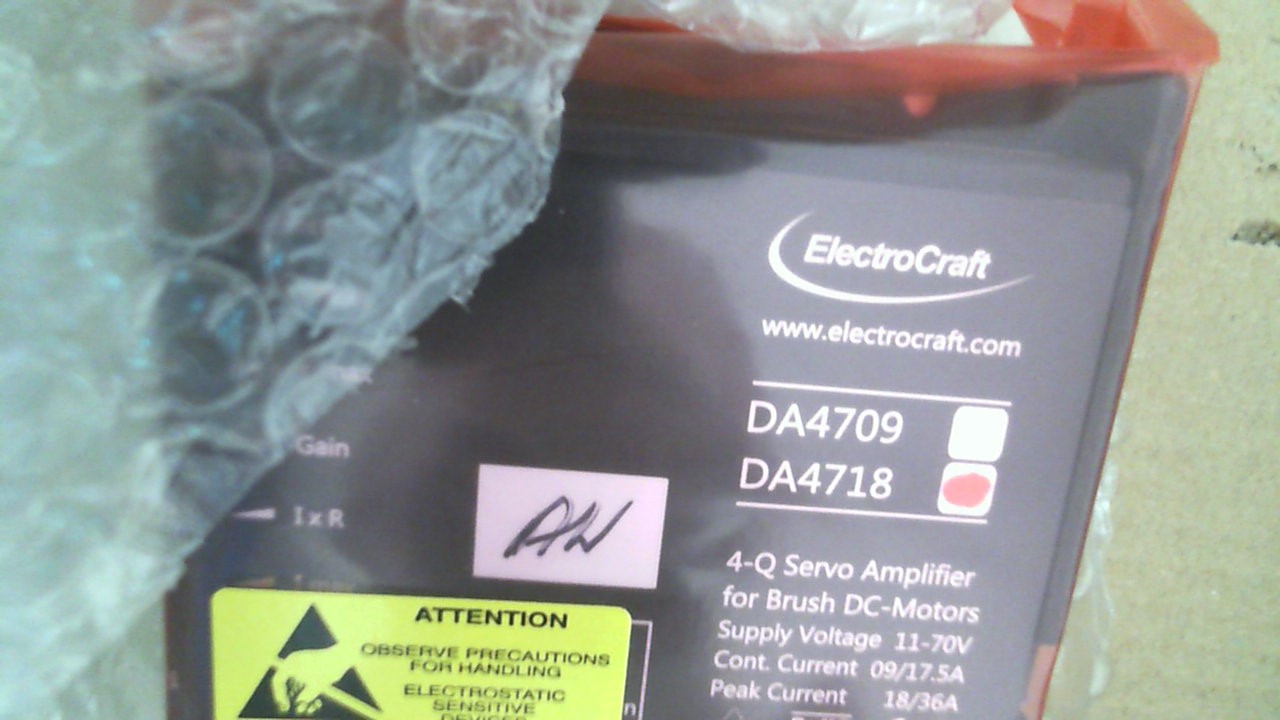 ElectroCraft
www.electrocraft.com
DA4709
DA4718
Gain
I x R
AW
4-Q Servo Amplifier
for Brush DC-Motors
Supply Voltage 11-70V
Cont. Current 09/17.5A
Peak Current 18/36A
ATTENTION
OBSERVE PRECAUTIONS
FOR HANDLING
ELECTROSTATIC
SENSITIVE
DEVICES